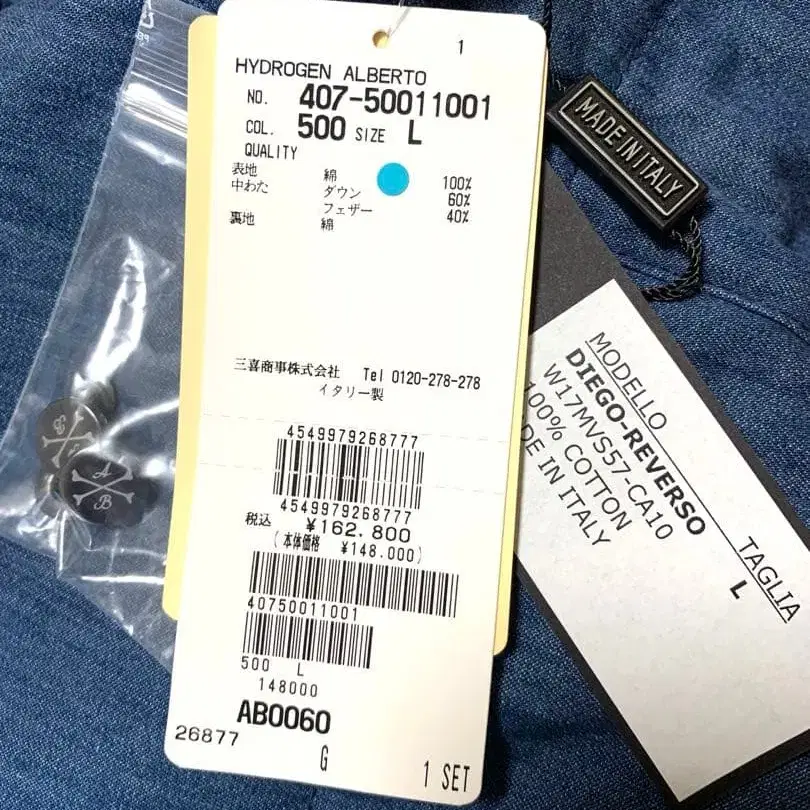 1
HYDROGEN ALBERTO
NO. 407-50011001
COL. 500 SIZE L
QUALITY
表地 綿 100%
中わた ダウン 60%
フェザー 40%
裏地 綿
三喜商事株式会社 Tel 0120-278-278
イタリー製
4549979268777
4549979268777
税込 ¥162.800
(本体価格 ¥148.000)
40750011001
500 L
148000
AB0060
26877
G
1 SET
MADE IN ITALY
MODELLO TAGLIA
DIEGO-REVERSO L
W17MVS57-CA10
100% COTTON
DE IN ITALY
A
B